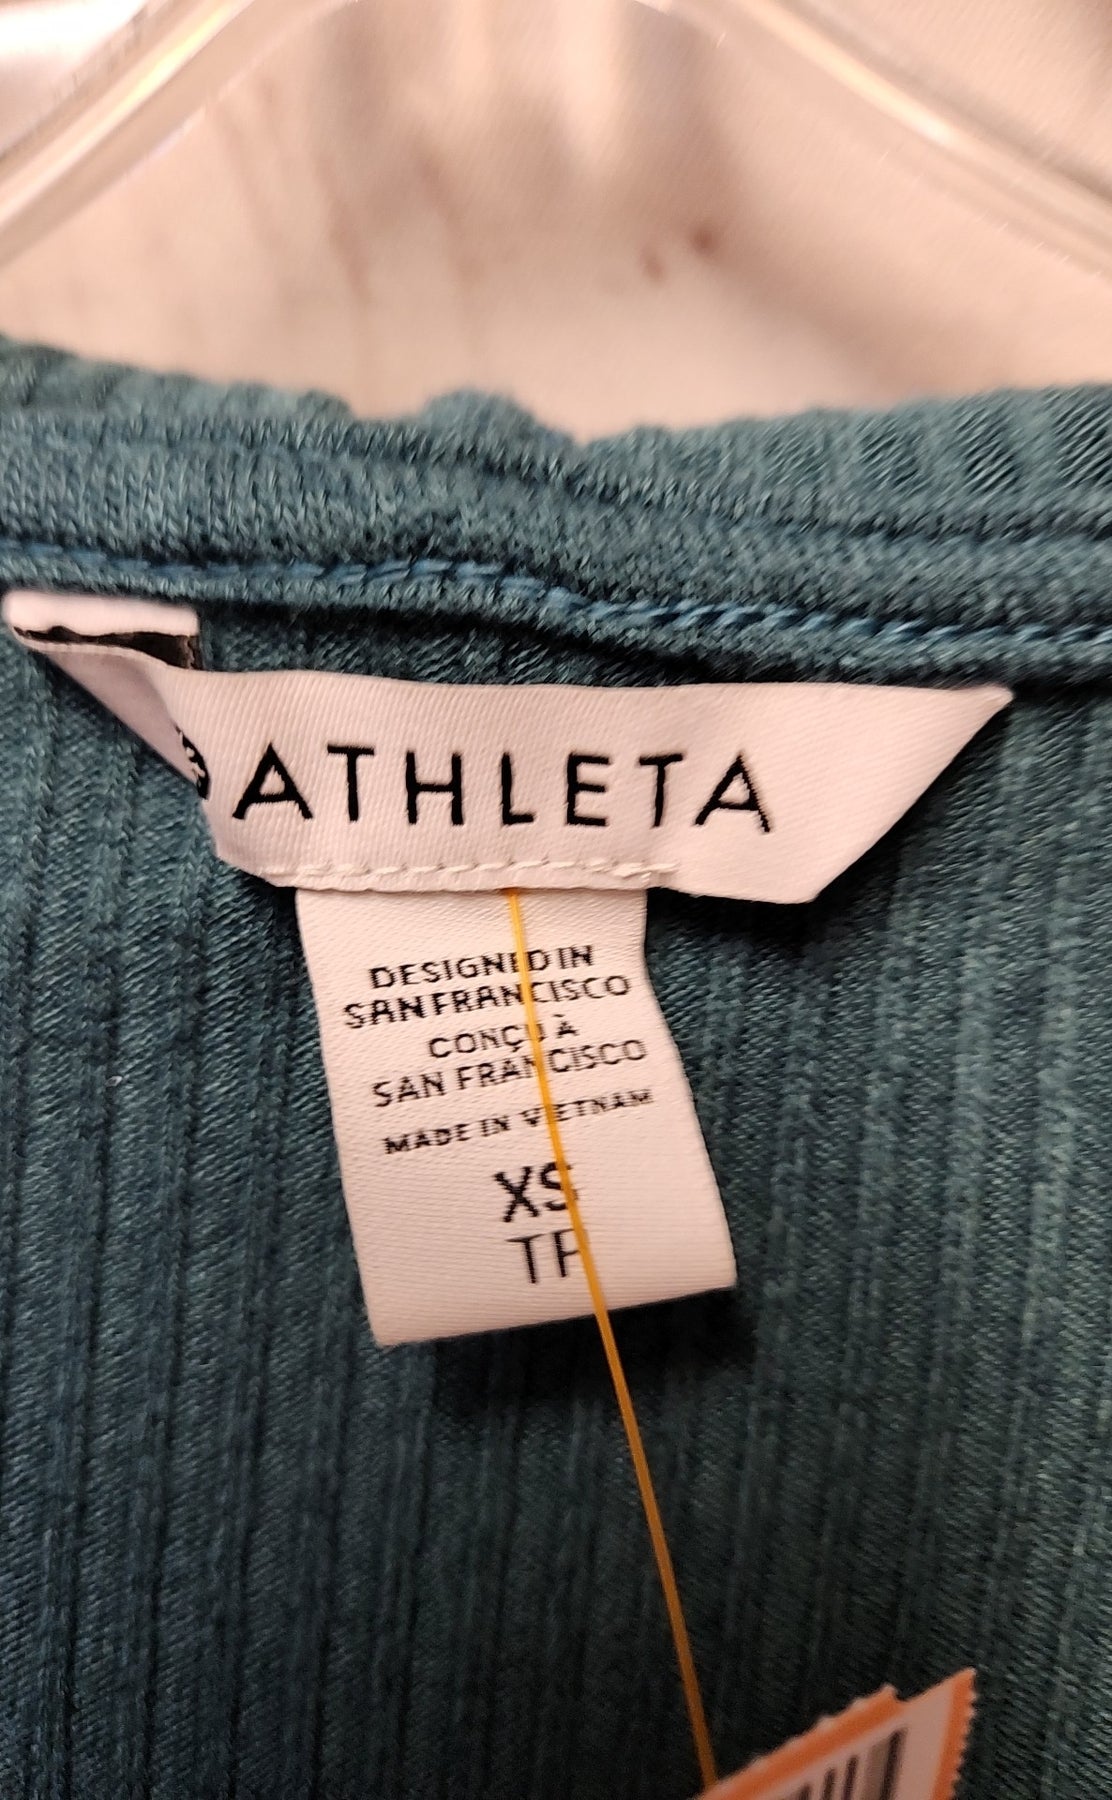 ATHLETA
DESIGNED IN
SAN FRANCISCO
CONÇU À
SAN FRANCISCO
MADE IN VIETNAM
XS
TP